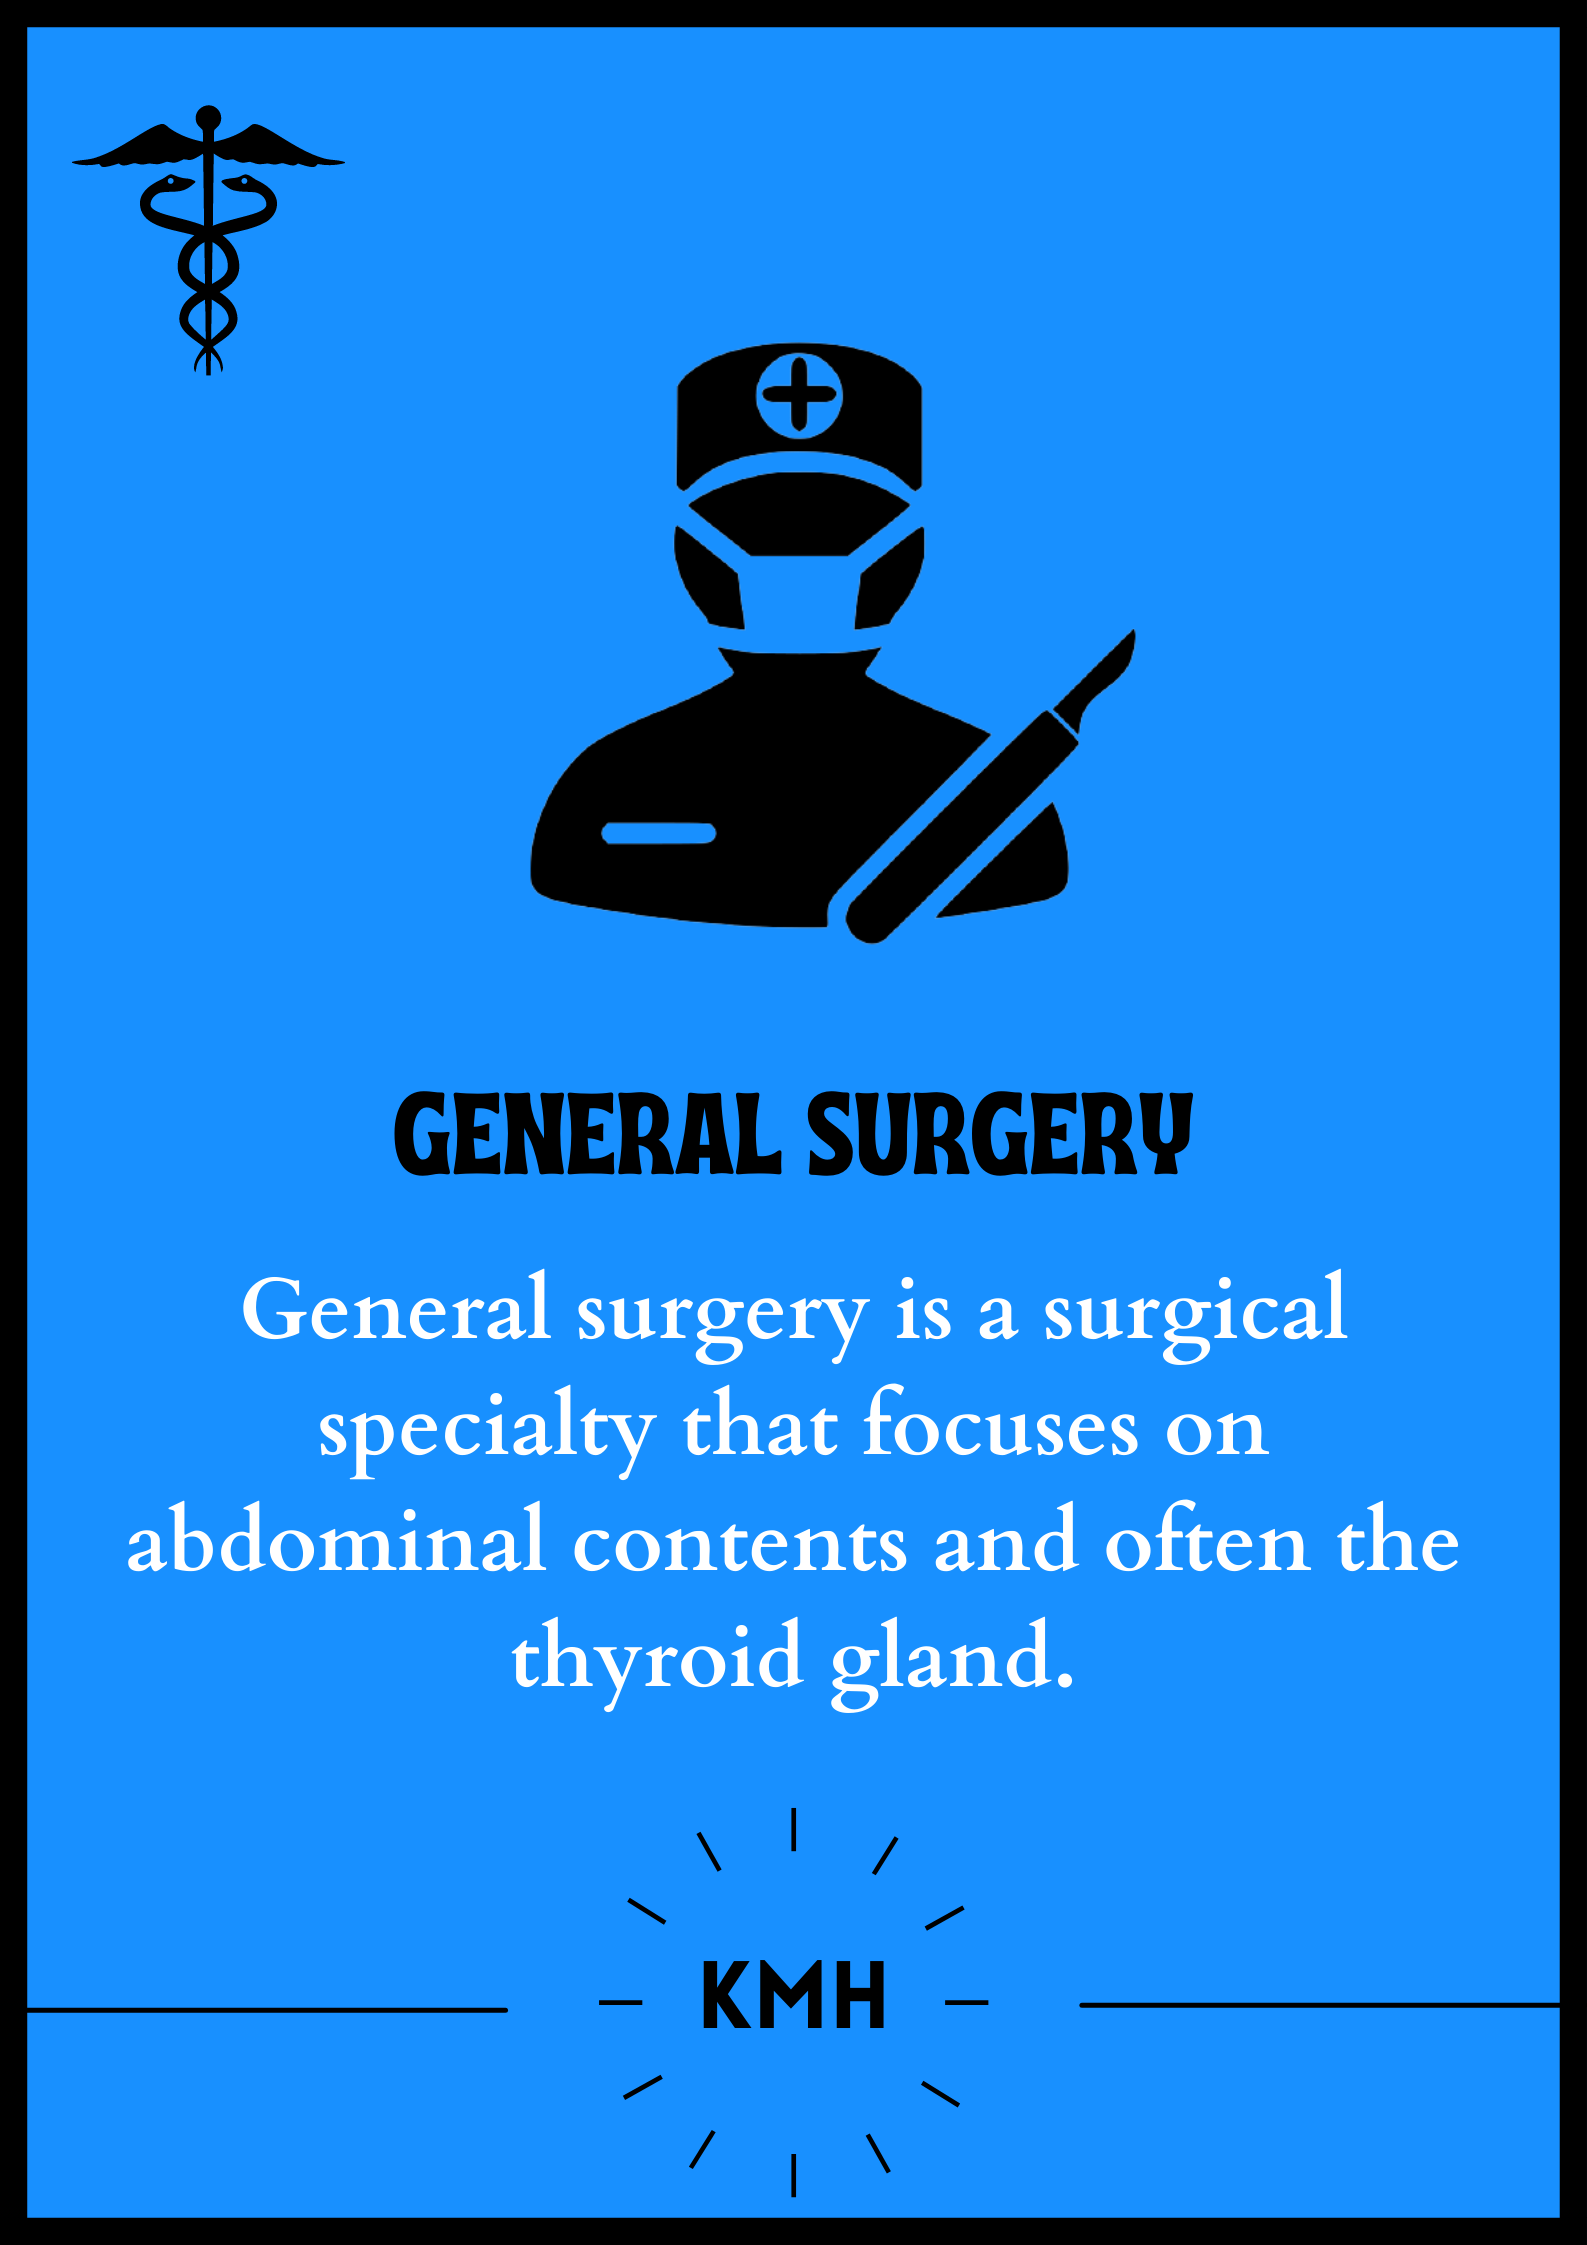 GENERAL SURGERY
General surgery is a surgical
specialty that focuses on
abdominal contents and often the
thyroid gland.
KMH